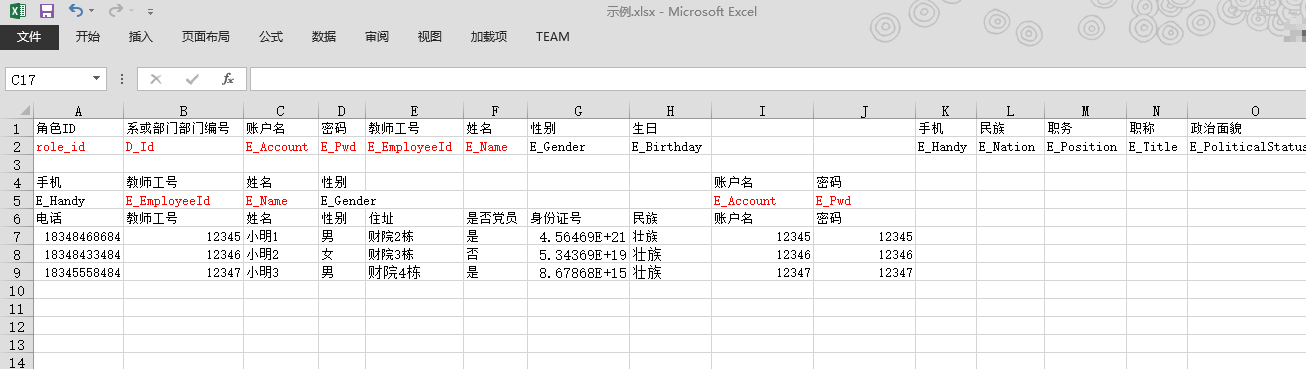 示例.xlsx - Microsoft Excel
文件 开始 插入 页面布局 公式 数据 审阅 视图 加载项 TEAM
C17 fx
A B C D E F G H I J K L M N O
1 角色ID 系或部门部门编号 账户名 密码 教师工号 姓名 性别 生日 手机 民族 职务 职称 政治面貌
2 role_id D_Id E_Account E_Pwd E_EmployeeId E_Name E_Gender E_Birthday E_Handy E_Nation E_Position E_Title E_PoliticalStatus
3
4 手机 教师工号 姓名 性别 账户名 密码
5 E_Handy E_EmployeeId E_Name E_Gender E_Account E_Pwd
6 电话 教师工号 姓名 性别 住址 是否党员 身份证号 民族 账户名 密码
7 18348468684 12345 小明1 男 财院2栋 是 4.56469E+21 壮族 12345 12345
8 18348433484 12346 小明2 女 财院3栋 否 5.34369E+19 壮族 12346 12346
9 18345558484 12347 小明3 男 财院4栋 是 8.67868E+15 壮族 12347 12347
10
11
12
13
14